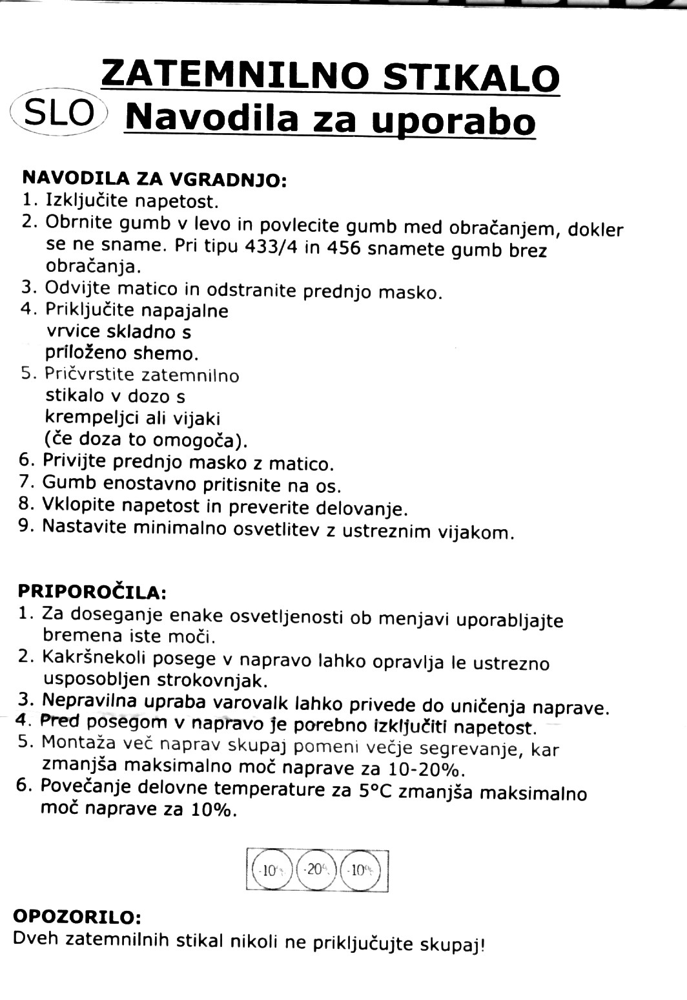 ZATEMNILNO STIKALO
SLO Navodila za uporabo
NAVODILA ZA VGRADNJO:
1. Izključite napetost.
2. Obrnite gumb v levo in povlecite gumb med obračanjem, dokler
se ne sname. Pri tipu 433/4 in 456 snamete gumb brez
obračanja.
3. Odvijte matico in odstranite prednjo masko.
4. Priključite napajalne
vrvice skladno s
priloženo shemo.
5. Pričvrstite zatemnilno
stikalo v dozo s
krempeljci ali vijaki
(če doza to omogoča).
6. Privijte prednjo masko z matico.
7. Gumb enostavno pritisnite na os.
8. Vklopite napetost in preverite delovanje.
9. Nastavite minimalno osvetlitev z ustreznim vijakom.
PRIPOROČILA:
1. Za doseganje enake osvetljenosti ob menjavi uporabljajte
bremena iste moči.
2. Kakršnekoli posege v napravo lahko opravlja le ustrezno
usposobljen strokovnjak.
3. Nepravilna upraba varovalk lahko privede do uničenja naprave.
4. Pred posegom v napravo je porebno izključiti napetost.
5. Montaža več naprav skupaj pomeni večje segrevanje, kar
zmanjša maksimalno moč naprave za 10-20%.
6. Povečanje delovne temperature za 5°C zmanjša maksimalno
moč naprave za 10%.
-10% -20% -10%
OPOZORILO:
Dveh zatemnilnih stikal nikoli ne priključujte skupaj!